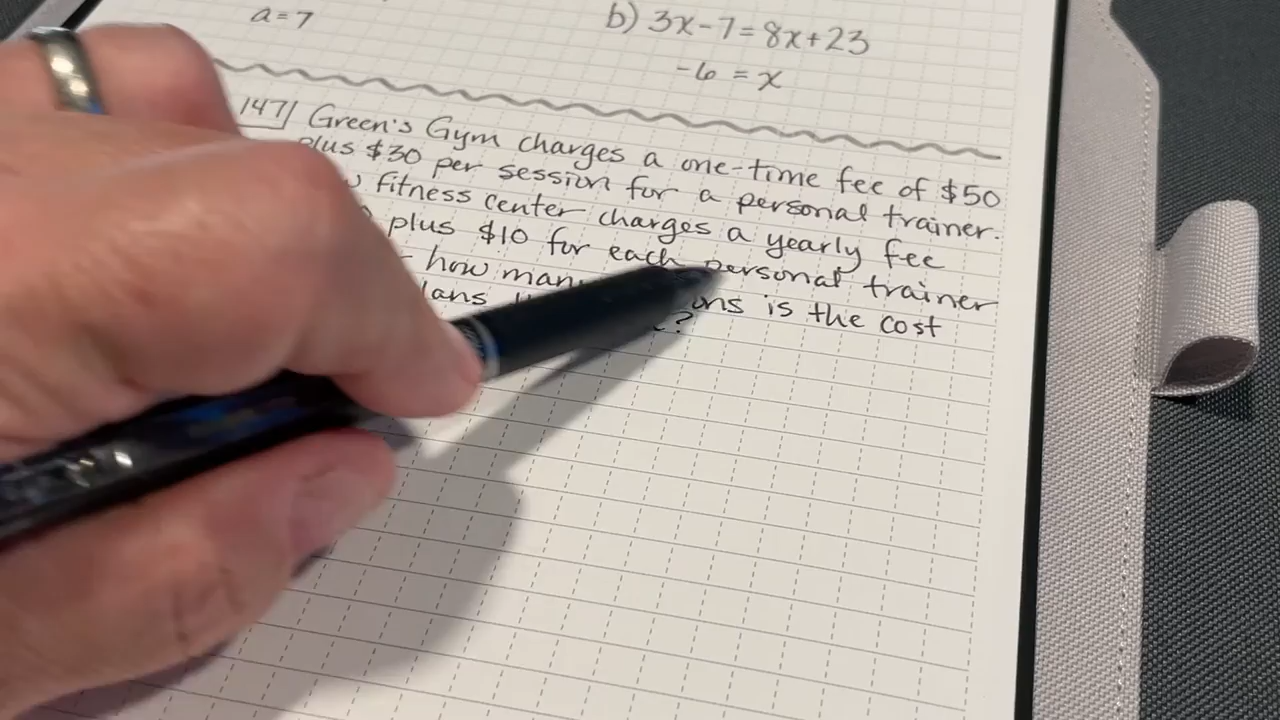 a = 7
b) 3x - 7 = 8x + 23
-6 = x
147 Green's Gym charges a one-time fee of $50
plus $30 per session for a personal trainer.
fitness center charges a yearly fee
plus $10 for each personal trainer
how many is the cost